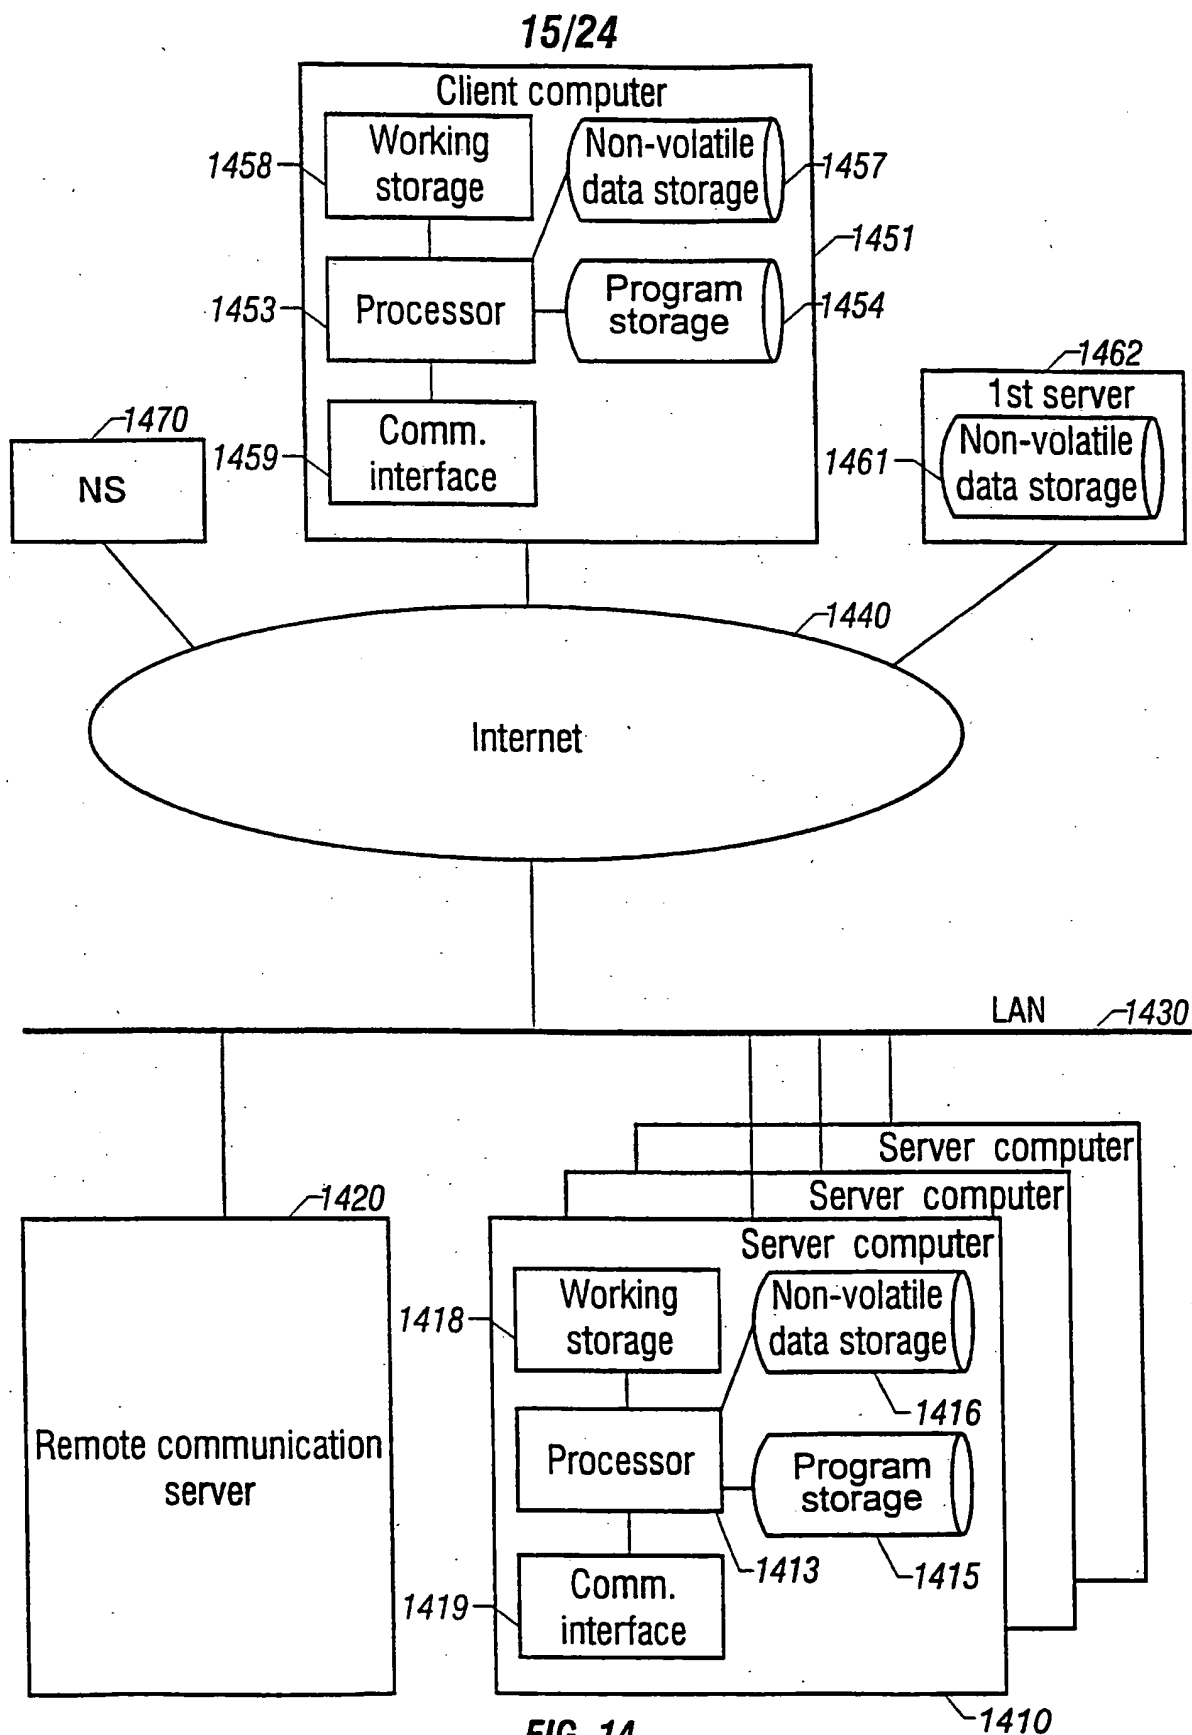 15/24
Client computer
Working
storage
1458
Non-volatile
data storage
1457
1451
Processor
1453
Program
storage
1454
1462
1st server
Non-volatile
data storage
1461
1470
NS
Comm.
interface
1459
1440
Internet
LAN
1430
Server computer
Server computer
1420
Server computer
Working
storage
1418
Non-volatile
data storage
1416
Remote communication
server
Processor
1413
Program
storage
1415
Comm.
interface
1419
1410
FIG. 14